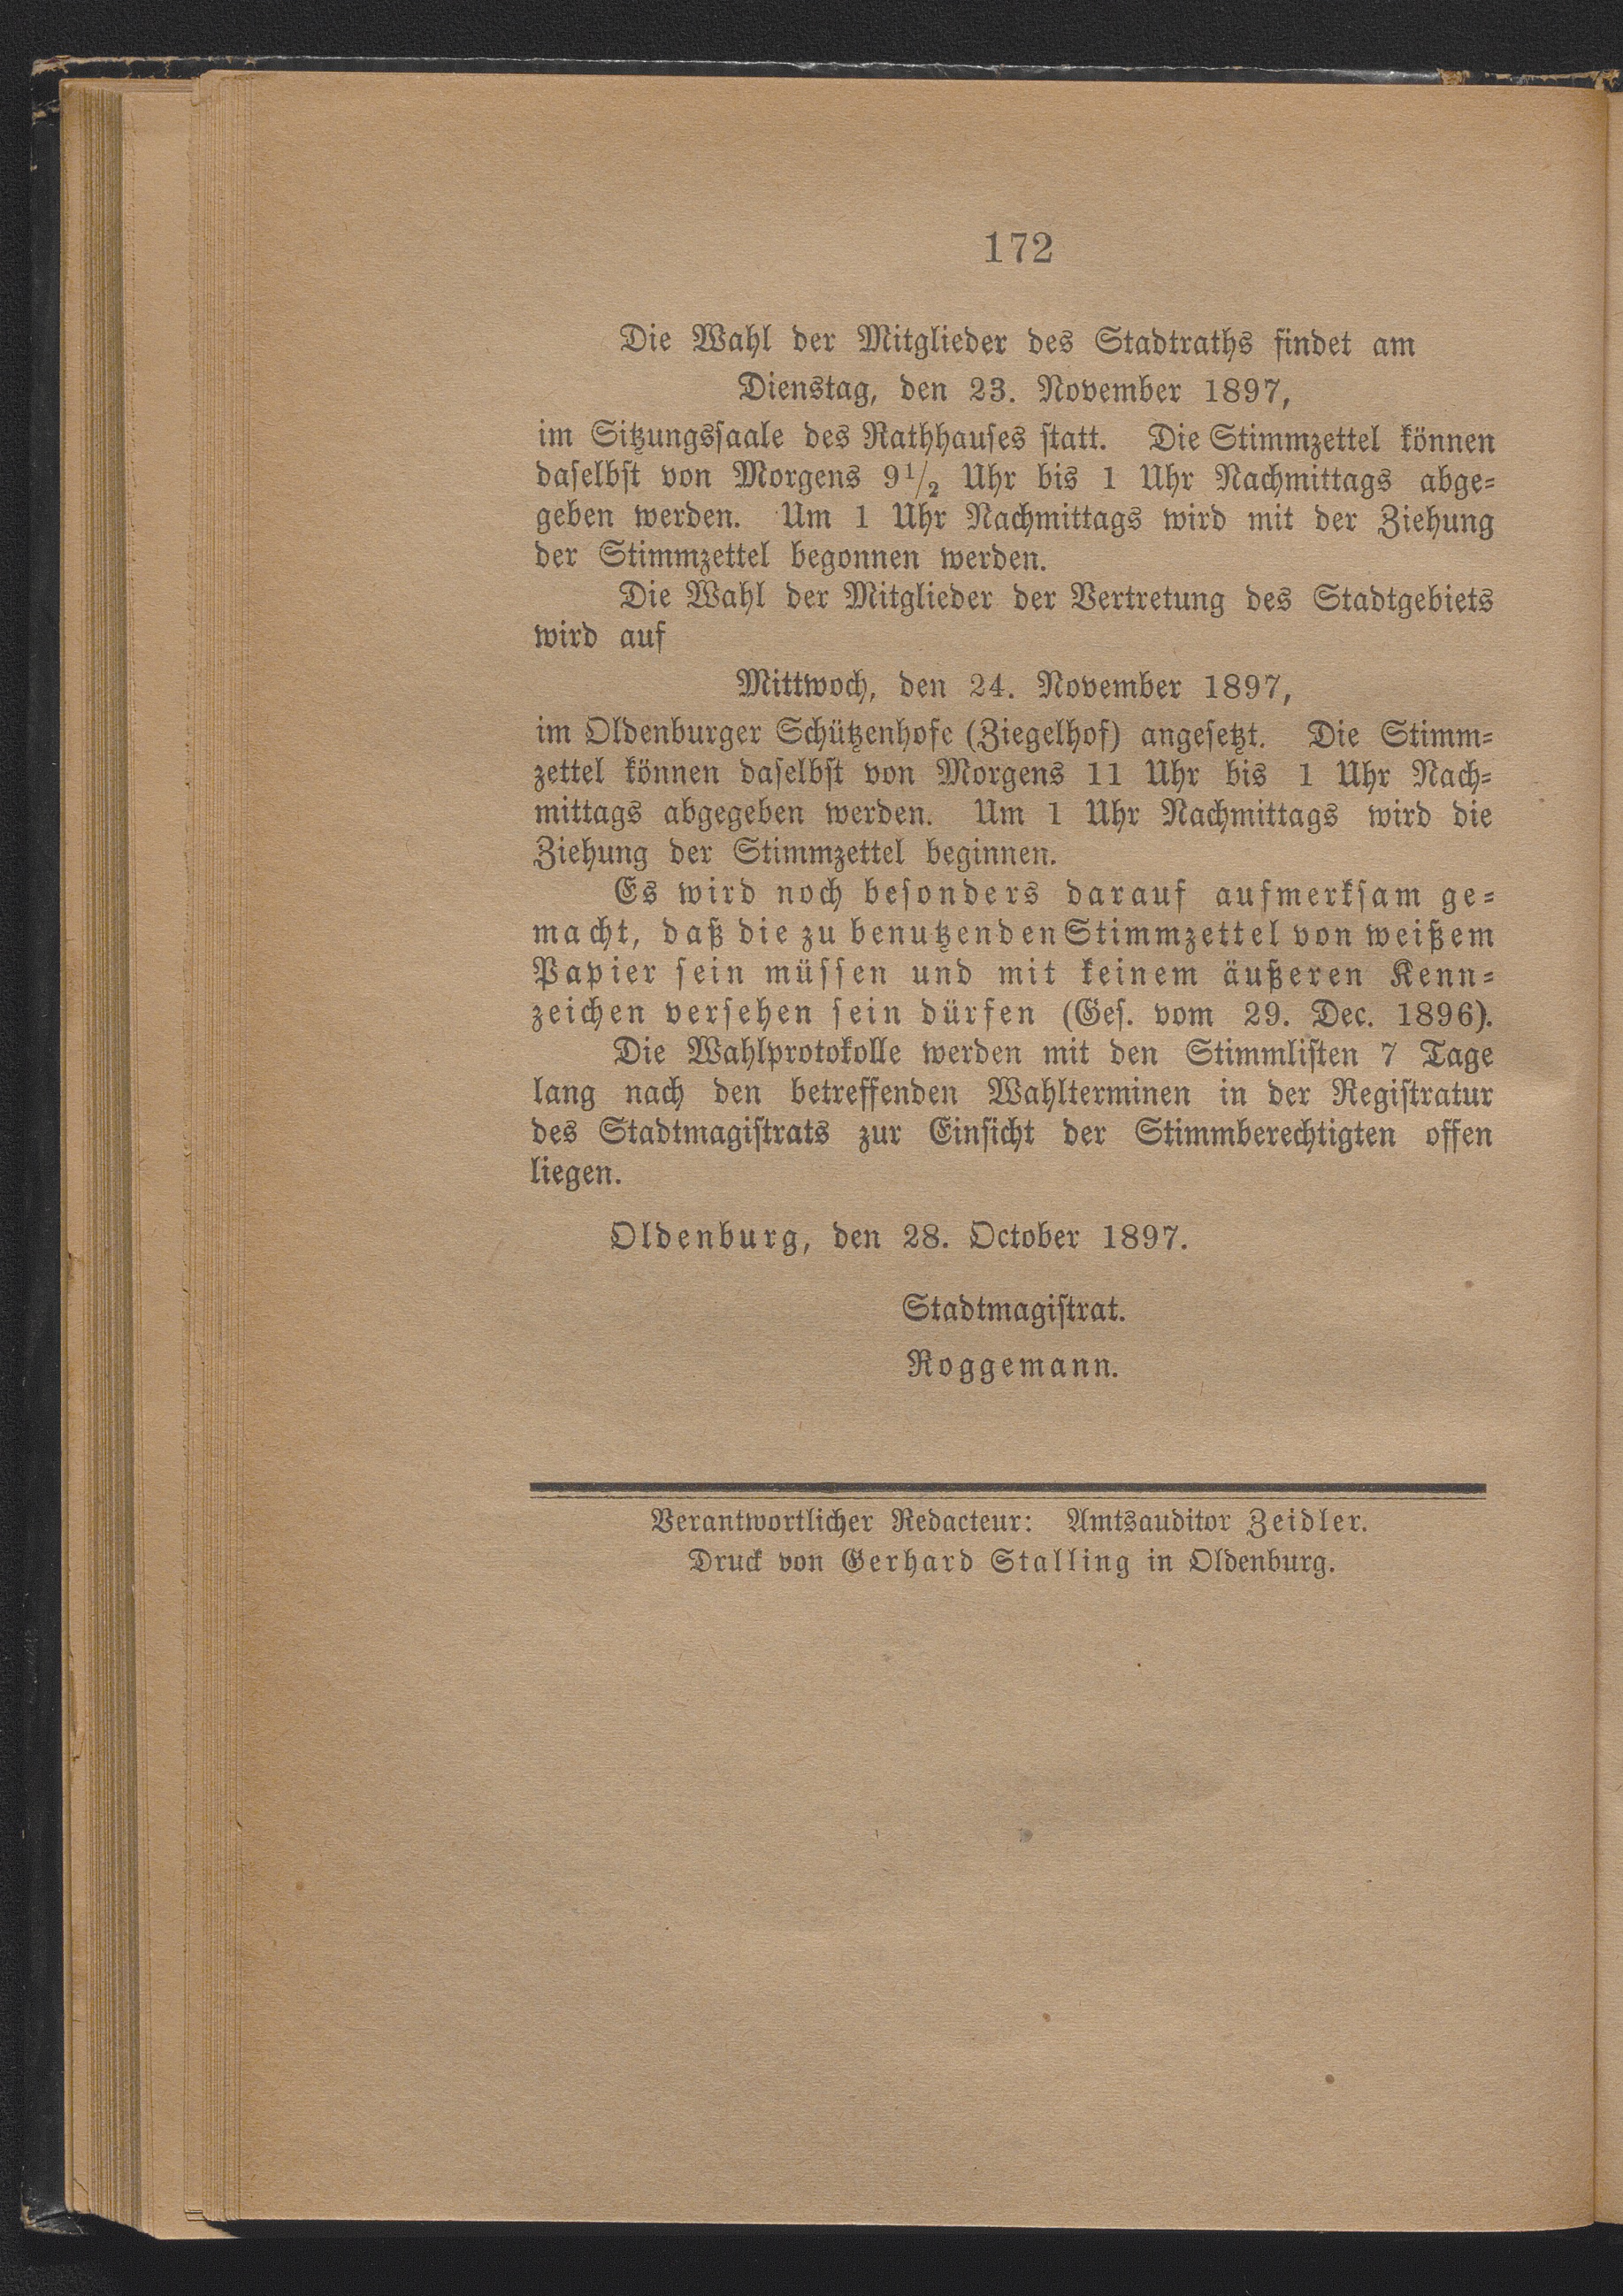 172
Die Wahl der Mitglieder des Stadtraths findet am
Dienstag, den 23. November 1897,
im Sitzungssaale des Rathhauses statt. Die Stimmzettel können
daselbst von Morgens 9 1/2 Uhr bis 1 Uhr Nachmittags abge-
geben werden. Um 1 Uhr Nachmittags wird mit der Ziehung
der Stimmzettel begonnen werden.
Die Wahl der Mitglieder der Vertretung des Stadtgebiets
wird auf
Mittwoch, den 24. November 1897,
im Oldenburger Schützenhofe (Ziegelhof) angesetzt. Die Stimm-
zettel können daselbst von Morgens 11 Uhr bis 1 Uhr Nach-
mittags abgegeben werden. Um 1 Uhr Nachmittags wird die
Ziehung der Stimmzettel beginnen.
Es wird noch besonders darauf aufmerksam ge-
macht, daß die zu benutzenden Stimmzettel von weißem
Papier sein müssen und mit keinem äußeren Kenn-
zeichen versehen sein dürfen (Ges. vom 29. Dec. 1896).
Die Wahlprotokolle werden mit den Stimmlisten 7 Tage
lang nach den betreffenden Wahlterminen in der Registratur
des Stadtmagistrats zur Einsicht der Stimmberechtigten offen
liegen.
Oldenburg, den 28. October 1897.
Stadtmagistrat.
Roggemann.
Verantwortlicher Redacteur: Amtsauditor Zeidler.
Druck von Gerhard Stalling in Oldenburg.